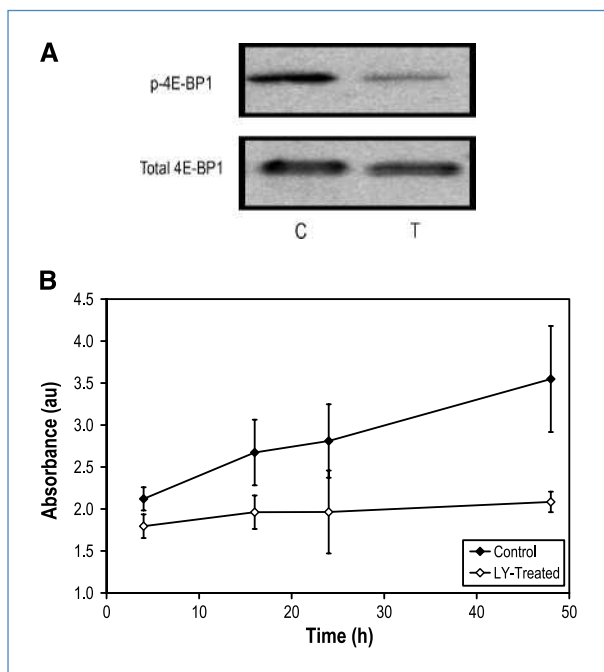 A
p-4E-BP1
Total 4E-BP1
C T
B
4.5
4.0
3.5
3.0
2.5
2.0
1.5
1.0
Absorbance (au)
0 10 20 30 40 50
Time (h)
Control
LY-Treated